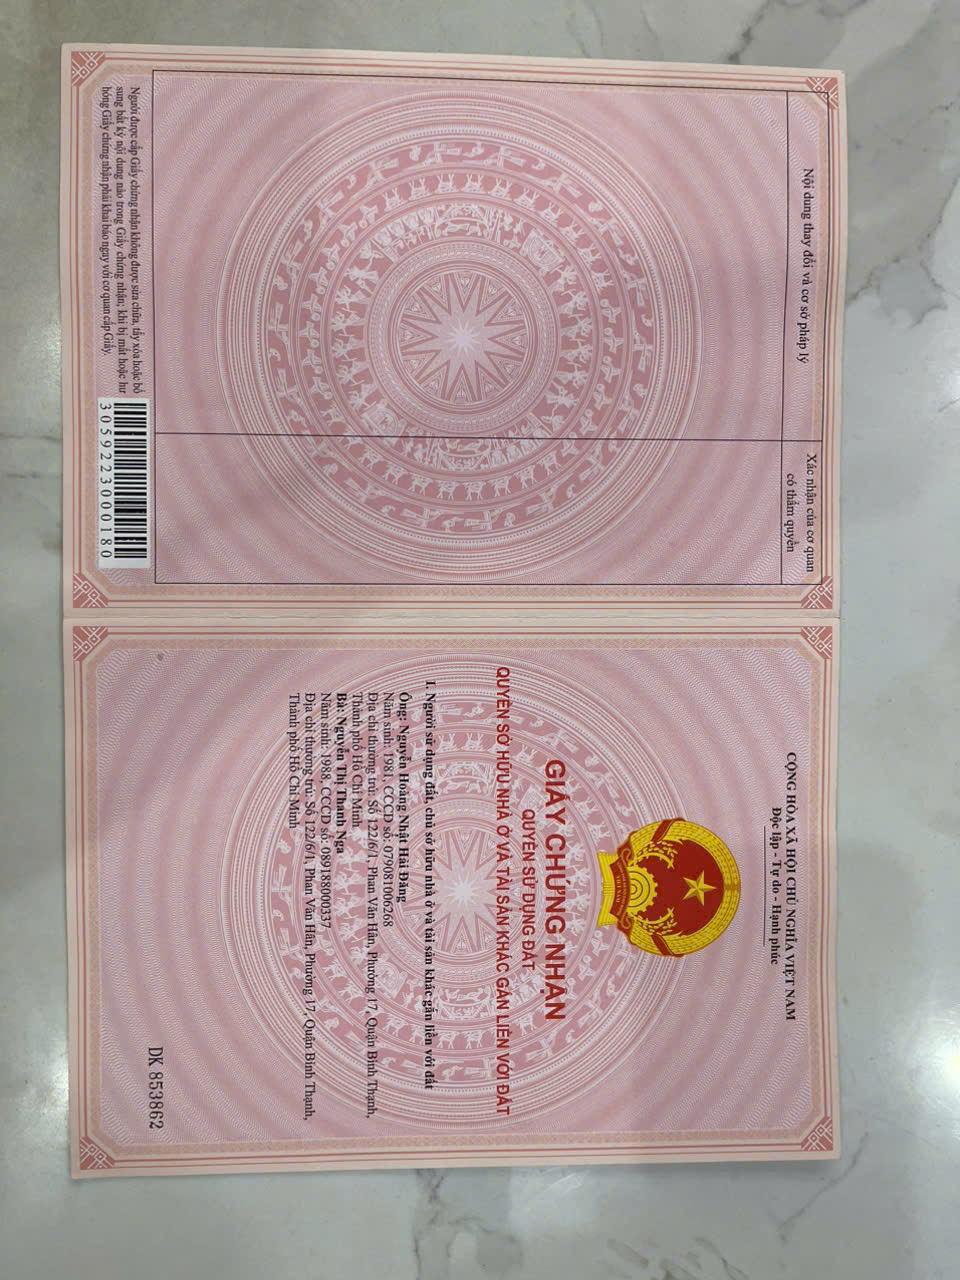 Nội dung thay đổi và cơ sở pháp lý
Xác nhận của cơ quan
có thẩm quyền
Người được cấp Giấy chứng nhận không được sửa chữa, tẩy xóa hoặc bổ
sung bất kỳ nội dung nào trong Giấy chứng nhận; khi bị mất hoặc hư
hỏng Giấy chứng nhận phải khai báo ngay với cơ quan cấp Giấy.
3059223000180
CỘNG HÒA XÃ HỘI CHỦ NGHĨA VIỆT NAM
Độc lập - Tự do - Hạnh phúc
VIỆT NAM
GIẤY CHỨNG NHẬN
QUYỀN SỬ DỤNG ĐẤT
QUYỀN SỞ HỮU NHÀ Ở VÀ TÀI SẢN KHÁC GẮN LIỀN VỚI ĐẤT
I. Người sử dụng đất, chủ sở hữu nhà ở và tài sản khác gắn liền với đất
Ông: Nguyễn Hoàng Nhật Hải Đăng
Năm sinh: 1981, CCCD số: 079081006268
Địa chỉ thường trú: Số 122/6/1, Phan Văn Hân, Phường 17, Quận Bình Thạnh,
Thành phố Hồ Chí Minh
Bà: Nguyễn Thị Thanh Nga
Năm sinh: 1988, CCCD số: 089188000337
Địa chỉ thường trú: Số 122/6/1, Phan Văn Hân, Phường 17, Quận Bình Thạnh,
Thành phố Hồ Chí Minh
DK 853862